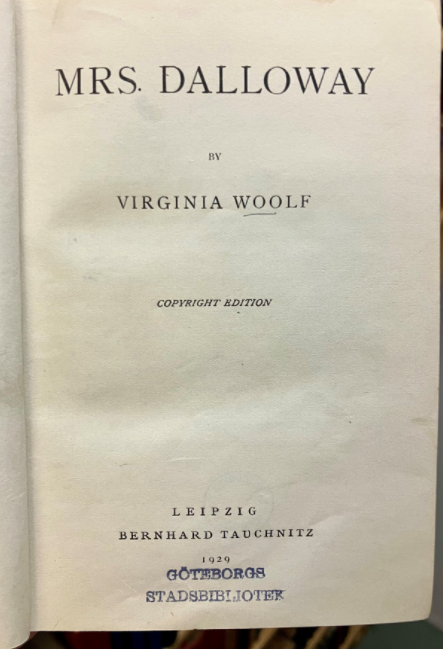 MRS. DALLOWAY
BY
VIRGINIA WOOLF
COPYRIGHT EDITION
LEIPZIG
BERNHARD TAUCHNITZ
1929
GÖTEBORGS
STADSBIBLIOTEK